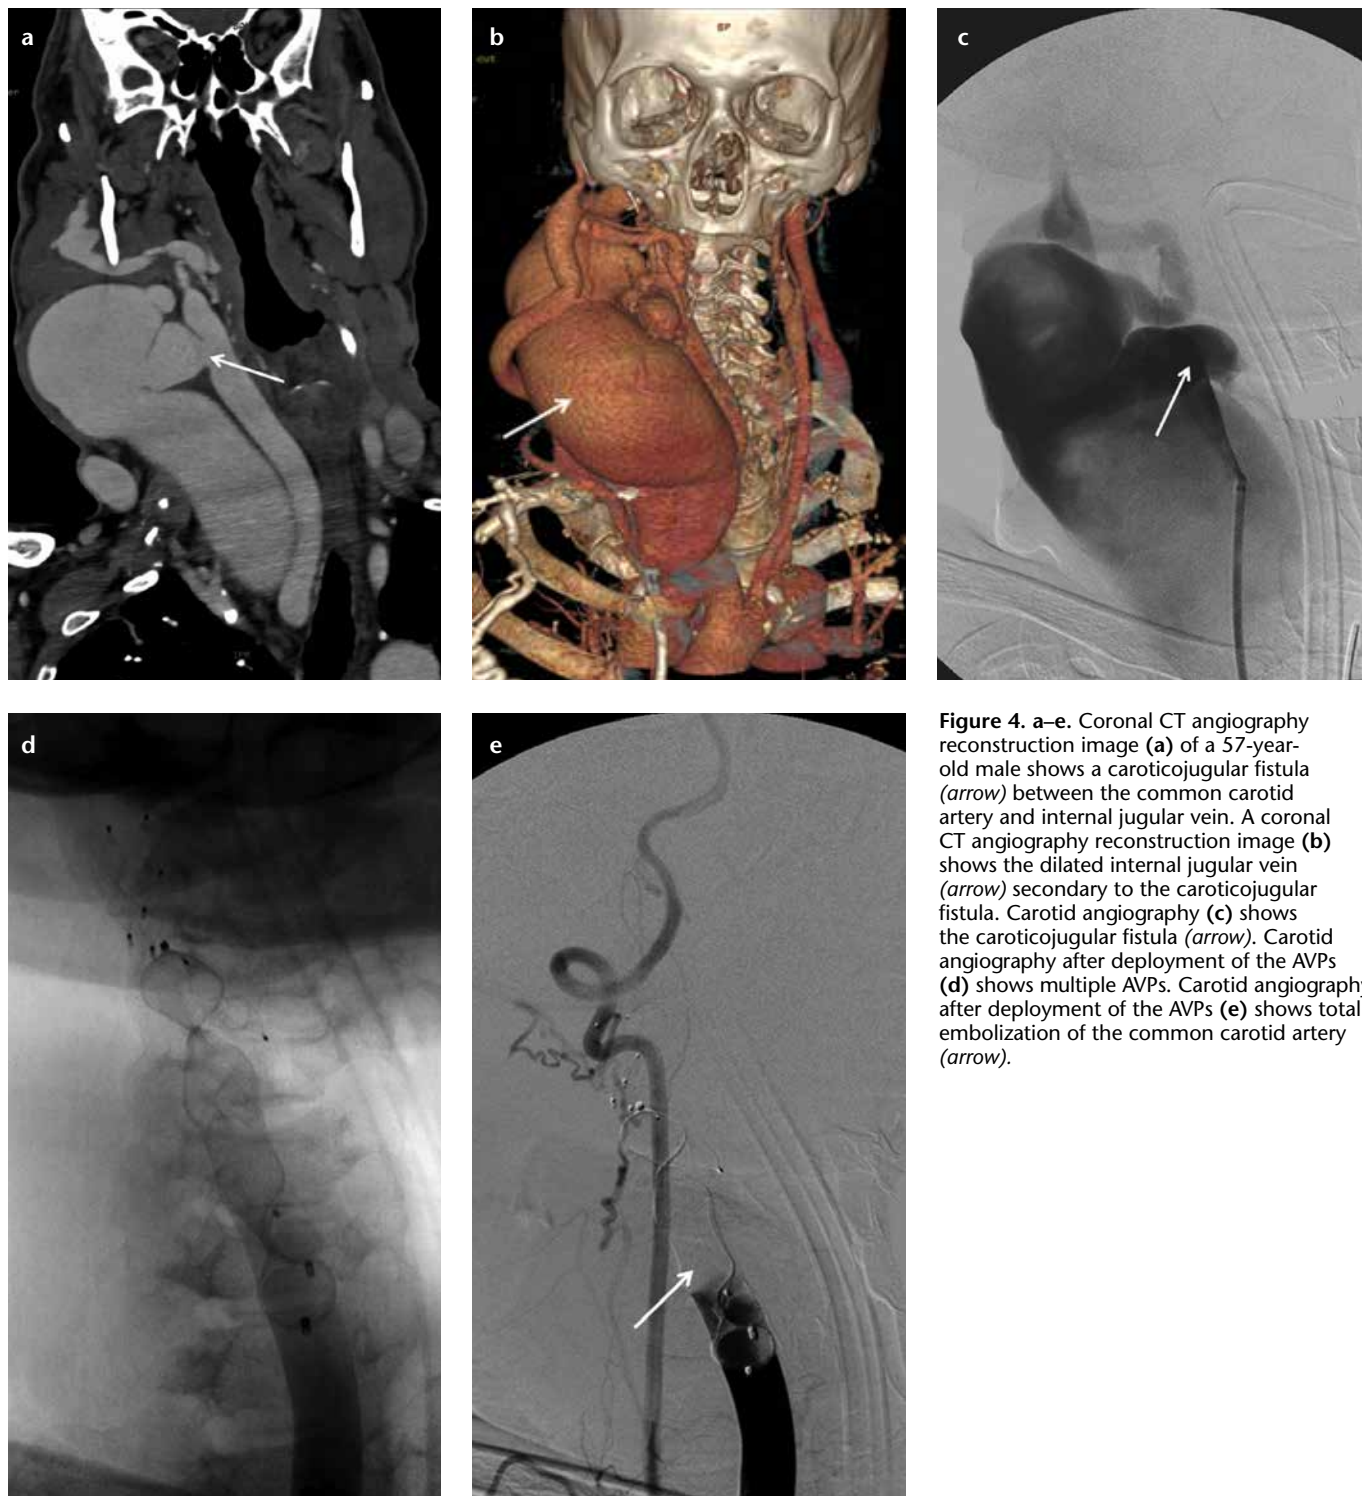 a
b
c
d
e
Figure 4. a–e. Coronal CT angiography
reconstruction image (a) of a 57-year-
old male shows a caroticojugular fistula
(arrow) between the common carotid
artery and internal jugular vein. A coronal
CT angiography reconstruction image (b)
shows the dilated internal jugular vein
(arrow) secondary to the caroticojugular
fistula. Carotid angiography (c) shows
the caroticojugular fistula (arrow). Carotid
angiography after deployment of the AVPs
(d) shows multiple AVPs. Carotid angiography
after deployment of the AVPs (e) shows total
embolization of the common carotid artery
(arrow).